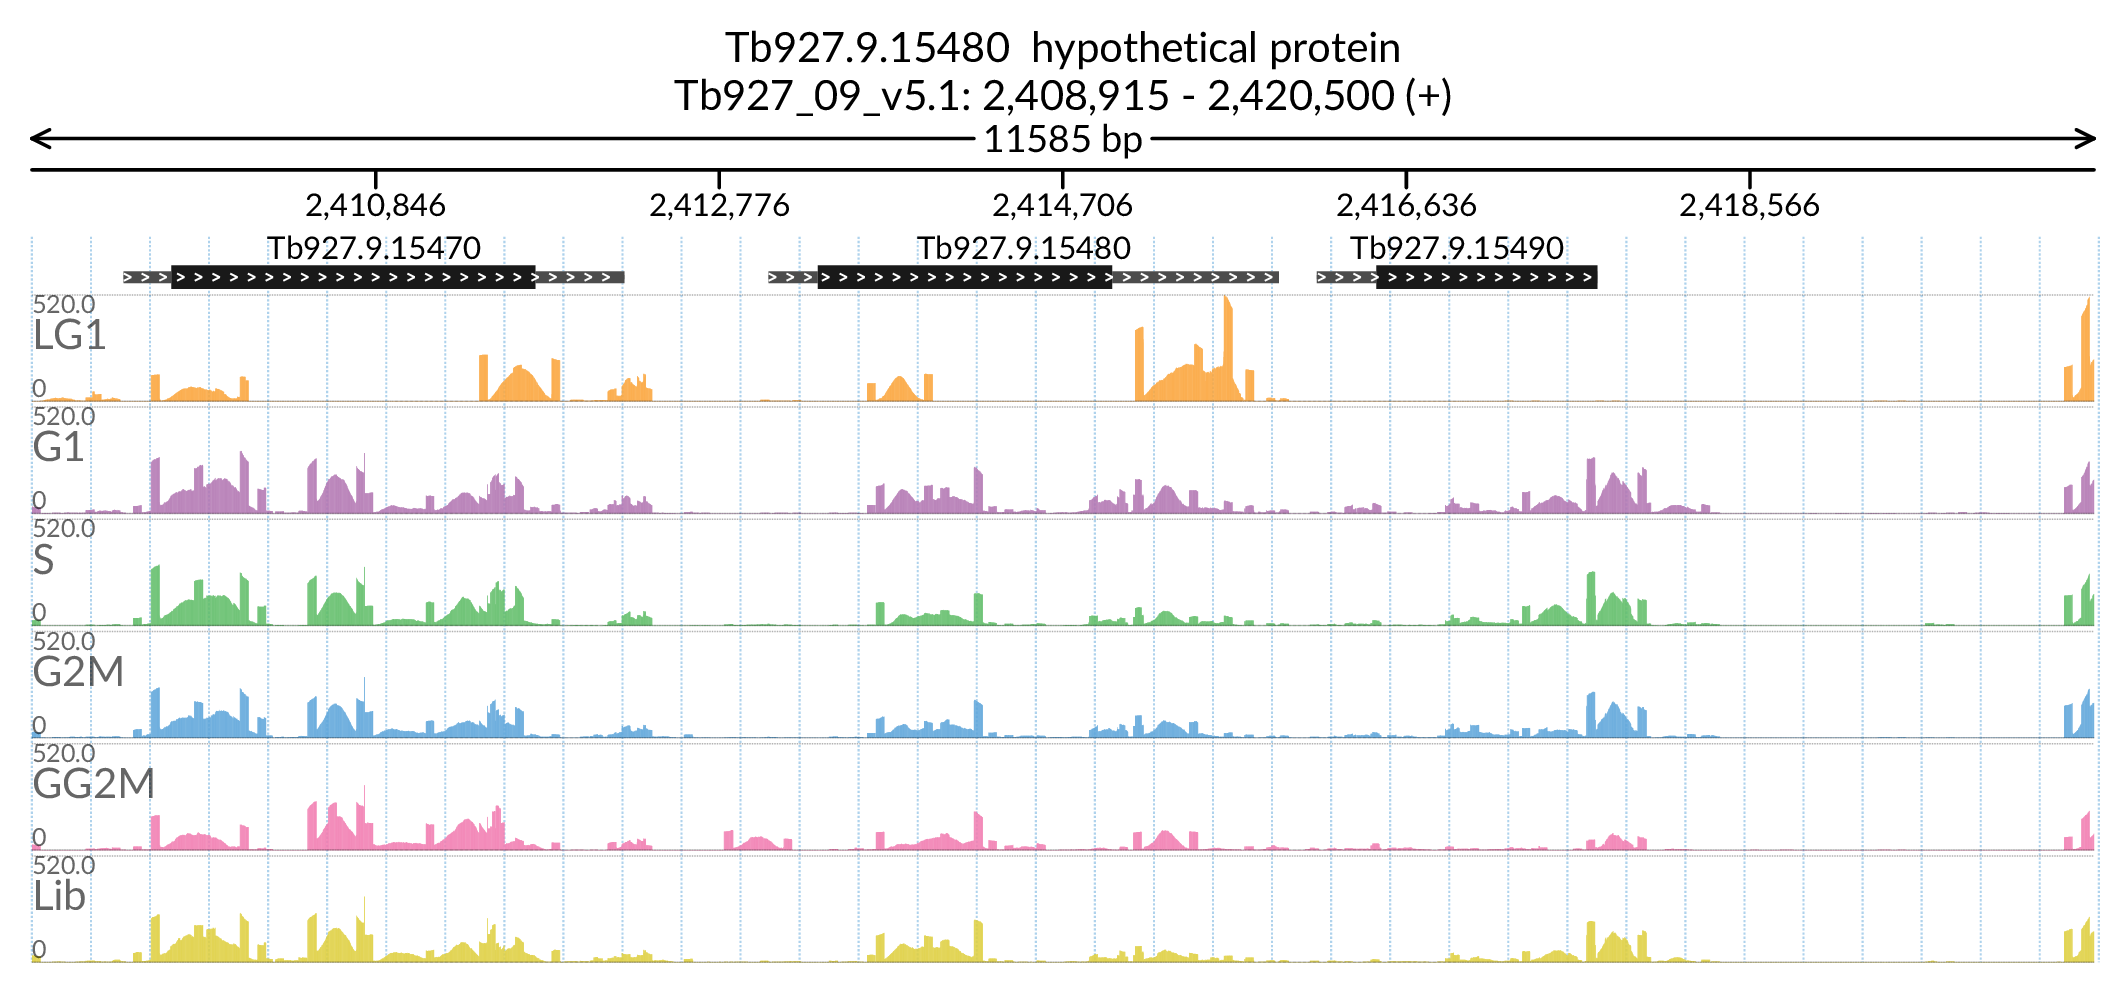 Tb927.9.15480 hypothetical protein
Tb927_09_v5.1: 2,408,915 - 2,420,500 (+)
11585 bp
2,410,846 2,412,776 2,414,706 2,416,636 2,418,566
Tb927.9.15470 Tb927.9.15480 Tb927.9.15490
520.0
LG1
0
520.0
G1
0
520.0
S
0
520.0
G2M
0
520.0
GG2M
0
520.0
Lib
0